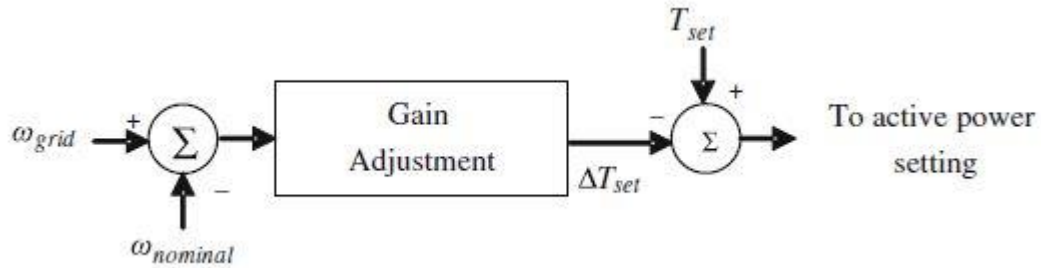 T_set
+
−
+
ω_grid
Σ
Gain
Adjustment
Σ
To active power
setting
−
ΔT_set
ω_nominal